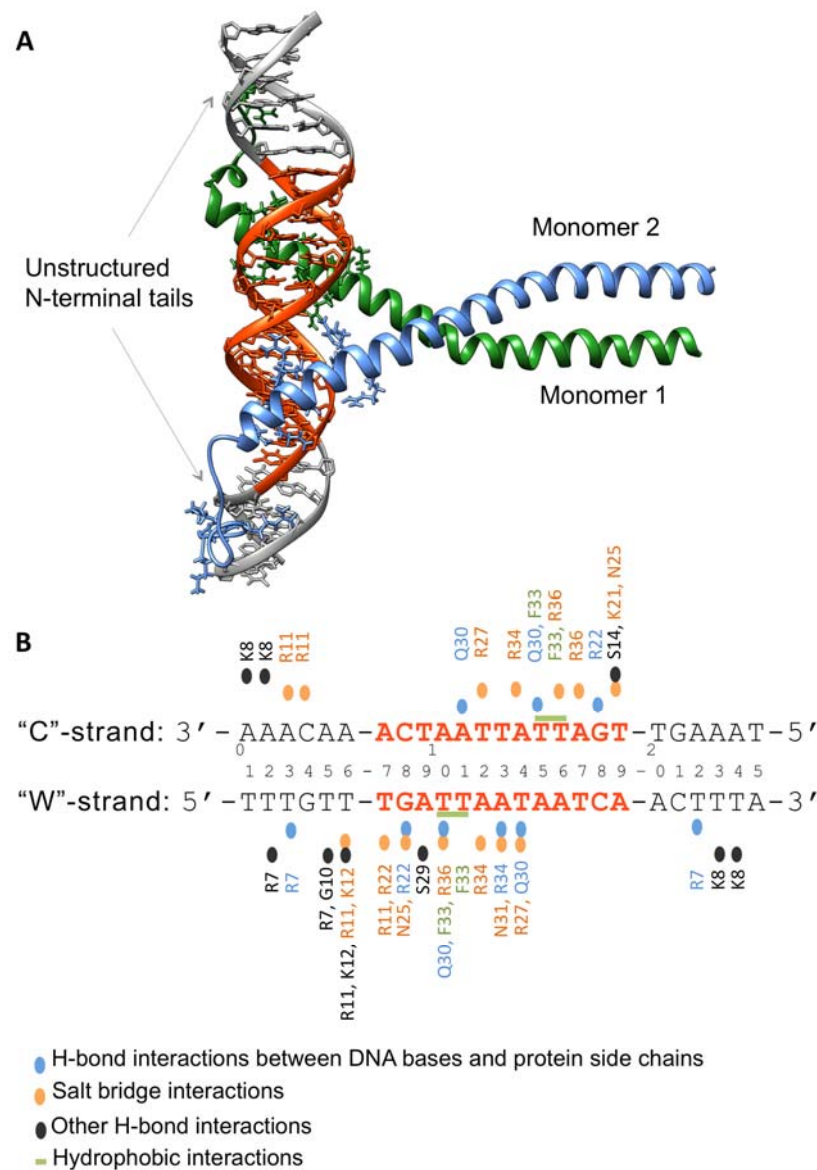 A
Monomer 2
Unstructured
N-terminal tails
Monomer 1
B
K8 K8 R11 R11 Q30 R27 R34 Q30, F33 F33, R36 R36 R22 S14, K21, N25
“C”-strand: 3’-AAACAA-ACTAATTATTAGT-TGAAAT-5’
0 1 2
1 2 3 4 5 6 - 7 8 9 0 1 2 3 4 5 6 7 8 9 - 0 1 2 3 4 5
“W”-strand: 5’-TTTGTT-TGATTAATAATCA-ACTTTA-3’
R7 R7 R7, G10 R11, K12, R11, K12 R11, R22 N25, R22 S29 Q30, F33, R36 F33 R34 N31, R34 R27, Q30 R7 K8 K8
H-bond interactions between DNA bases and protein side chains
Salt bridge interactions
Other H-bond interactions
Hydrophobic interactions